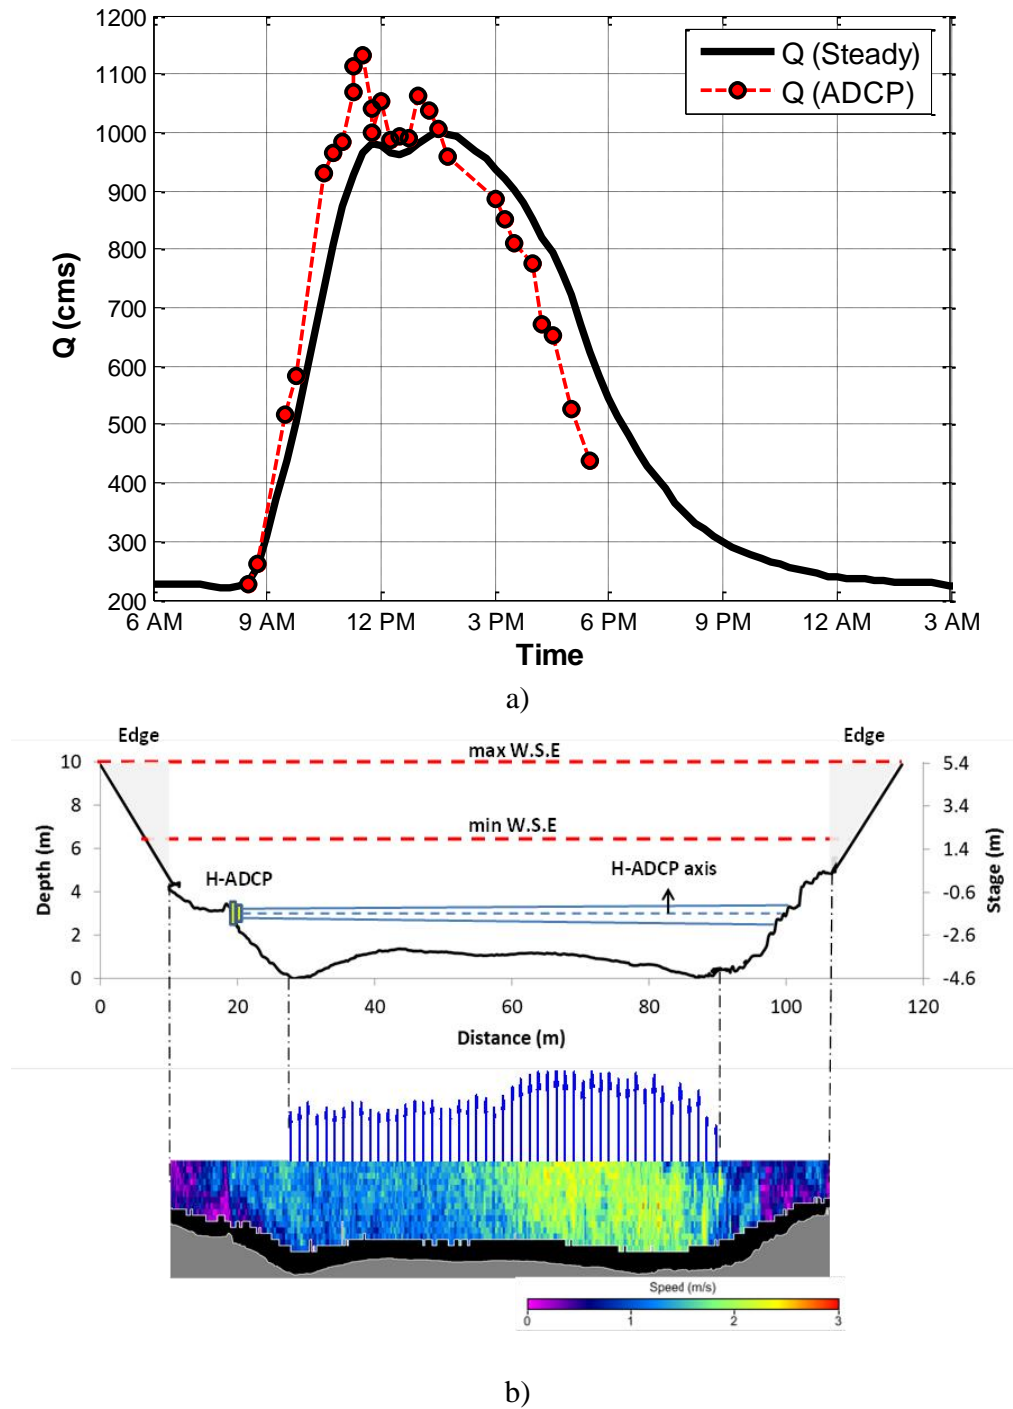 1200
1100
1000
900
800
700
600
500
400
300
200
Q (cms)
Q (Steady)
Q (ADCP)
6 AM 9 AM 12 PM 3 PM 6 PM 9 PM 12 AM 3 AM
Time
a)
Edge Edge
max W.S.E
min W.S.E
H-ADCP
H-ADCP axis
10
8
6
4
2
0
Depth (m)
5.4
3.4
1.4
-0.6
-2.6
-4.6
Stage (m)
0 20 40 60 80 100 120
Distance (m)
Speed (m/s)
0 1 2 3
b)